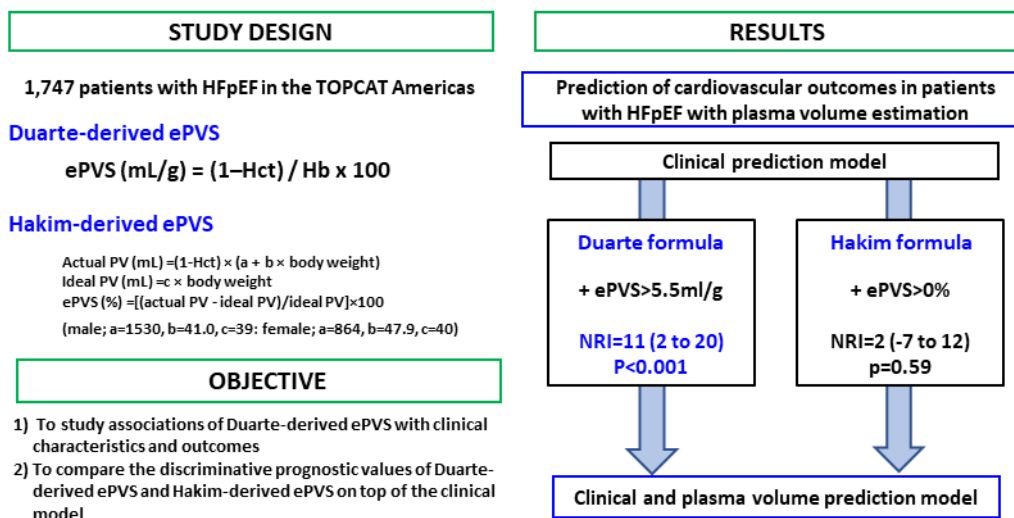 STUDY DESIGN
1,747 patients with HFpEF in the TOPCAT Americas
Duarte-derived ePVS
ePVS (mL/g) = (1–Hct) / Hb x 100
Hakim-derived ePVS
Actual PV (mL) =(1-Hct) × (a + b × body weight)
Ideal PV (mL) =c × body weight
ePVS (%) =[(actual PV - ideal PV)/ideal PV]×100
(male; a=1530, b=41.0, c=39: female; a=864, b=47.9, c=40)
OBJECTIVE
1) To study associations of Duarte-derived ePVS with clinical
characteristics and outcomes
2) To compare the discriminative prognostic values of Duarte-
derived ePVS and Hakim-derived ePVS on top of the clinical
model
RESULTS
Prediction of cardiovascular outcomes in patients
with HFpEF with plasma volume estimation
Clinical prediction model
Duarte formula
+ ePVS>5.5ml/g
NRI=11 (2 to 20)
P<0.001
Hakim formula
+ ePVS>0%
NRI=2 (-7 to 12)
p=0.59
Clinical and plasma volume prediction model